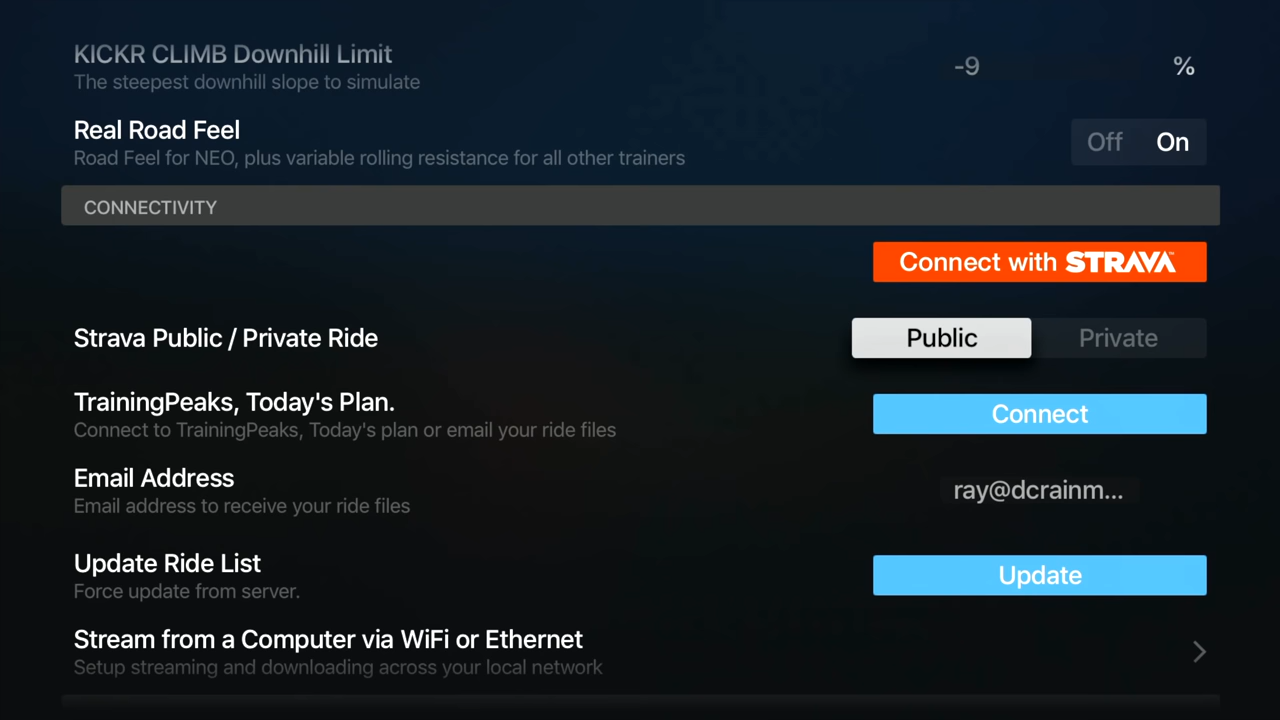 KICKR CLIMB Downhill Limit
The steepest downhill slope to simulate
-9 %
Real Road Feel
Road Feel for NEO, plus variable rolling resistance for all other trainers
Off On
CONNECTIVITY
Connect with STRAVA™
Strava Public / Private Ride
Public Private
TrainingPeaks, Today's Plan.
Connect to TrainingPeaks, Today's plan or email your ride files
Connect
Email Address
Email address to receive your ride files
ray@dcrainm...
Update Ride List
Force update from server.
Update
Stream from a Computer via WiFi or Ethernet
Setup streaming and downloading across your local network